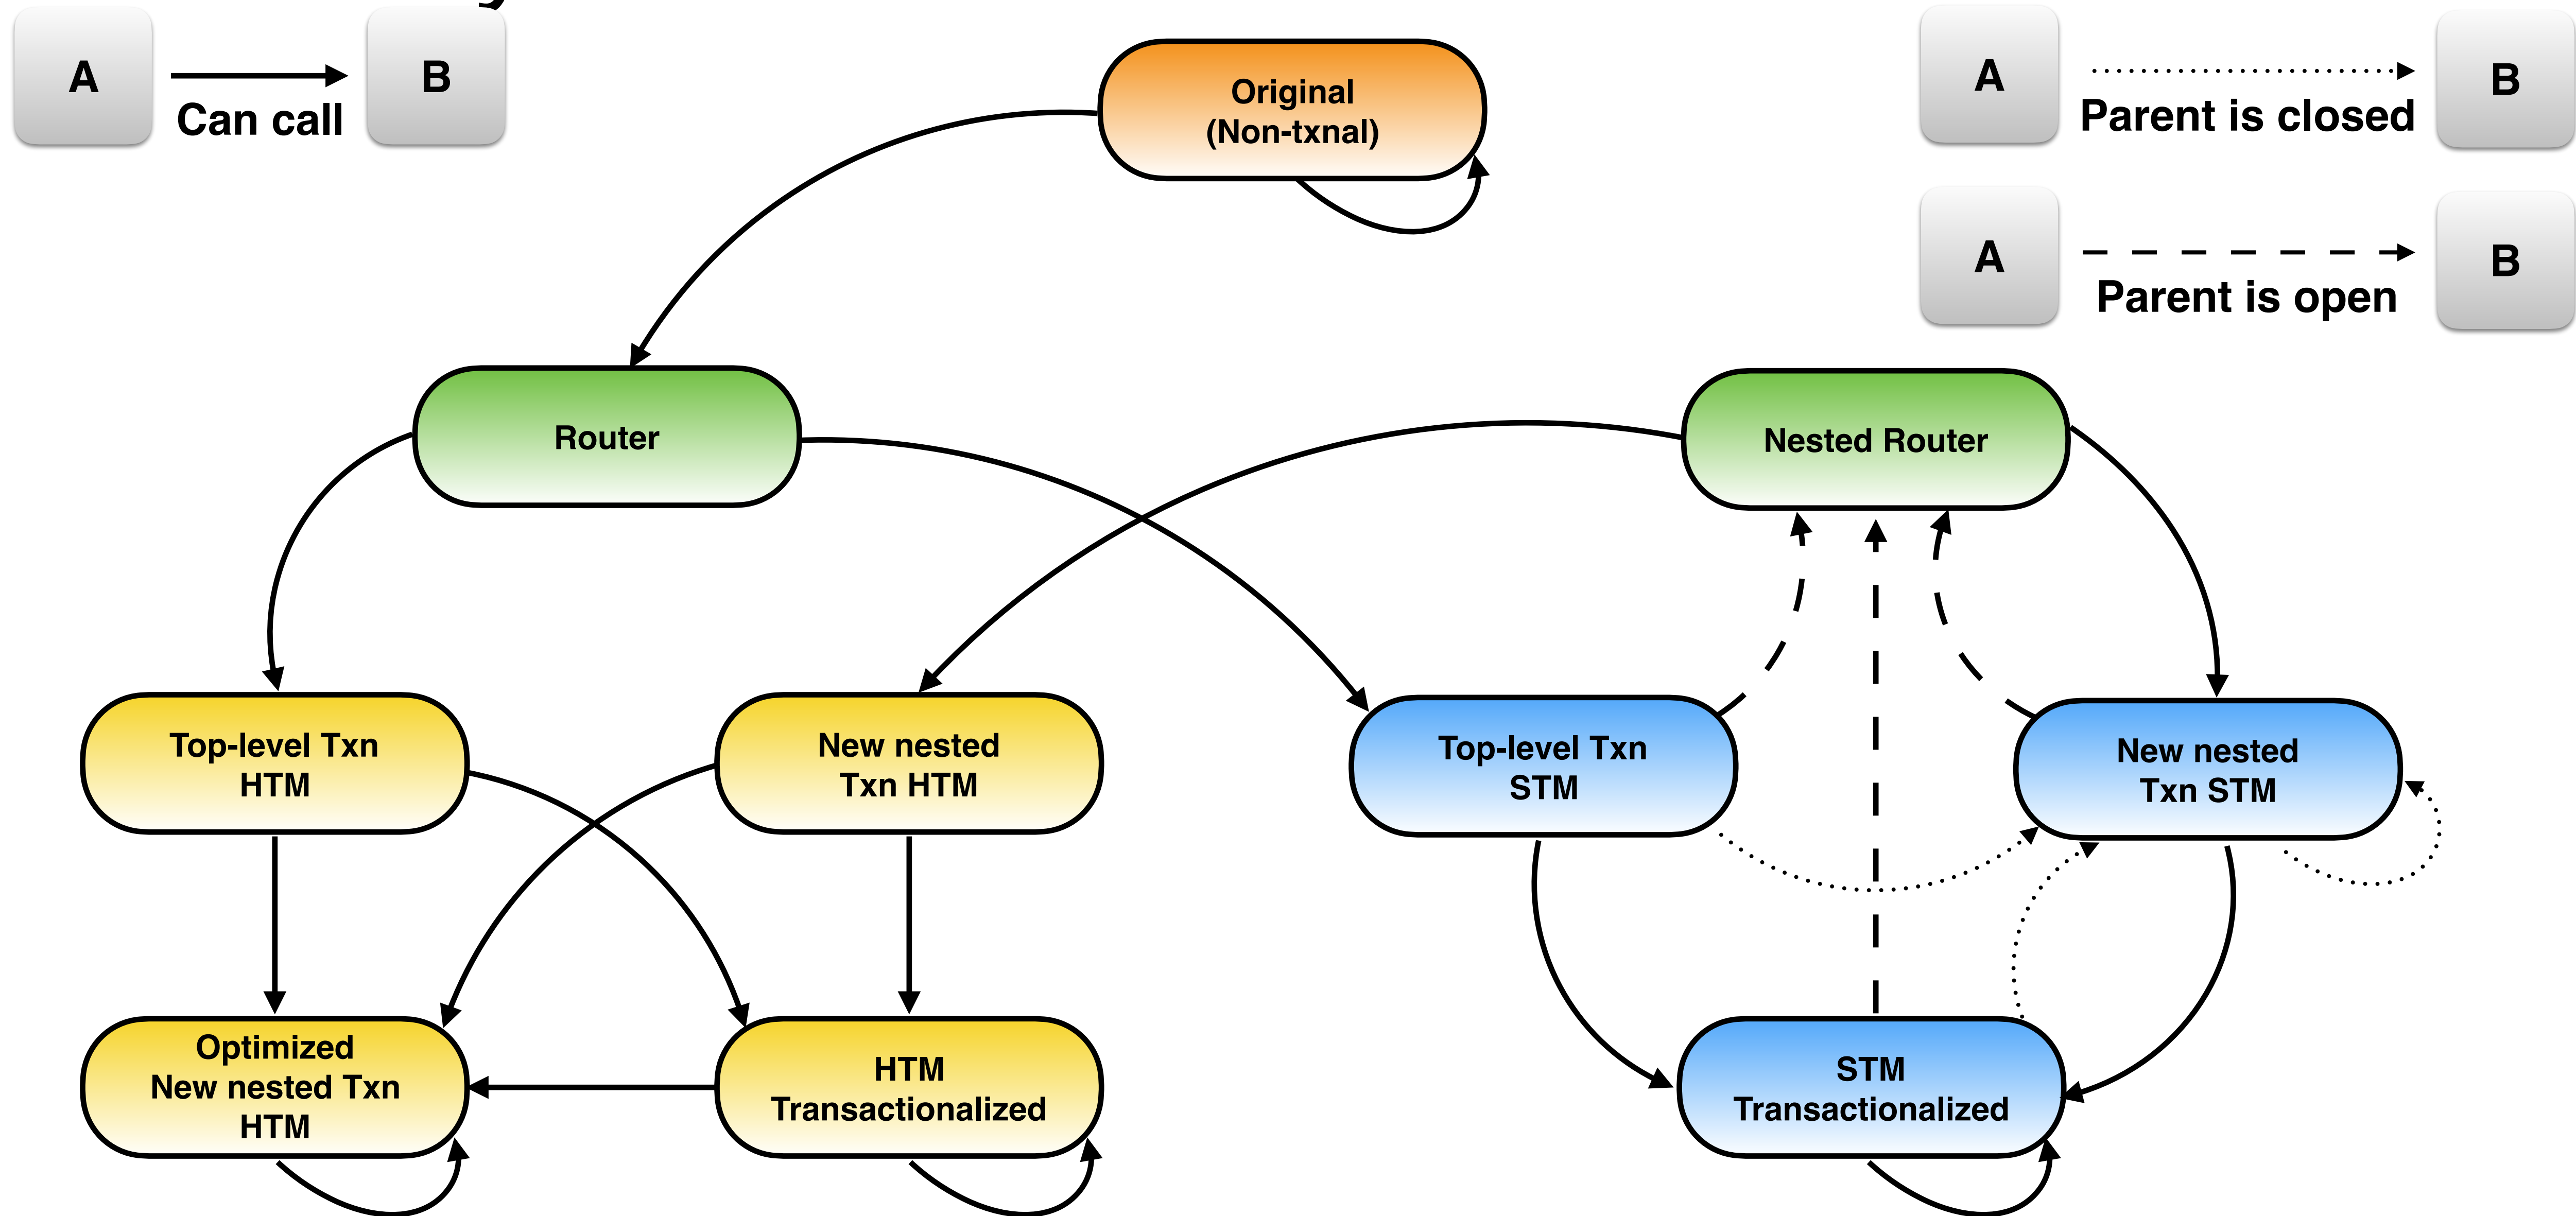 A
Can call
B
A
Parent is closed
B
A
Parent is open
B
Original
(Non-txnal)
Router
Nested Router
Top-level Txn
HTM
New nested
Txn HTM
Top-level Txn
STM
New nested
Txn STM
Optimized
New nested Txn
HTM
HTM
Transactionalized
STM
Transactionalized